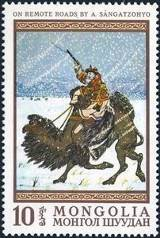 ON REMOTE ROADS BY A. SANGATZOHYO
10 MONGOLIA
МОНГОЛ ШУУДАН